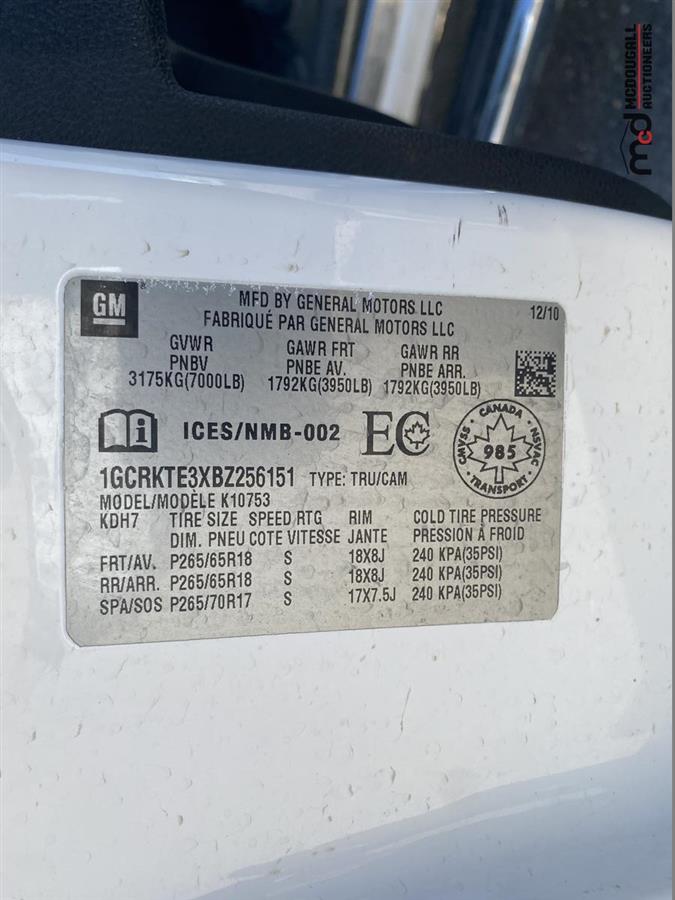 MCDOUGALL
AUCTIONEERS
mcd
GM
MFD BY GENERAL MOTORS LLC
FABRIQUÉ PAR GENERAL MOTORS LLC
12/10
GVWR GAWR FRT GAWR RR
PNBV PNBE AV. PNBE ARR.
3175KG(7000LB) 1792KG(3950LB) 1792KG(3950LB)
ICES/NMB-002 EC
CANADA
CMVSS 985 NSVAC
TRANSPORT
1GCRKTE3XBZ256151 TYPE: TRU/CAM
MODEL/MODÈLE K10753
KDH7 TIRE SIZE SPEED RTG RIM COLD TIRE PRESSURE
DIM. PNEU COTE VITESSE JANTE PRESSION À FROID
FRT/AV. P265/65R18 S 18X8J 240 KPA(35PSI)
RR/ARR. P265/65R18 S 18X8J 240 KPA(35PSI)
SPA/SOS P265/70R17 S 17X7.5J 240 KPA(35PSI)